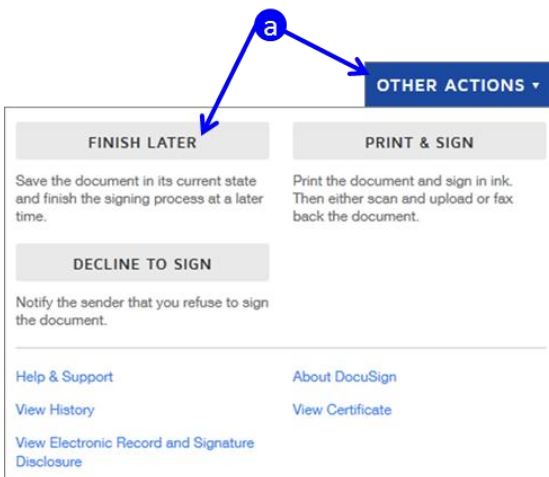 a
OTHER ACTIONS ▾
FINISH LATER
Save the document in its current state
and finish the signing process at a later
time.
PRINT & SIGN
Print the document and sign in ink.
Then either scan and upload or fax
back the document.
DECLINE TO SIGN
Notify the sender that you refuse to sign
the document.
Help & Support
About DocuSign
View History
View Certificate
View Electronic Record and Signature
Disclosure